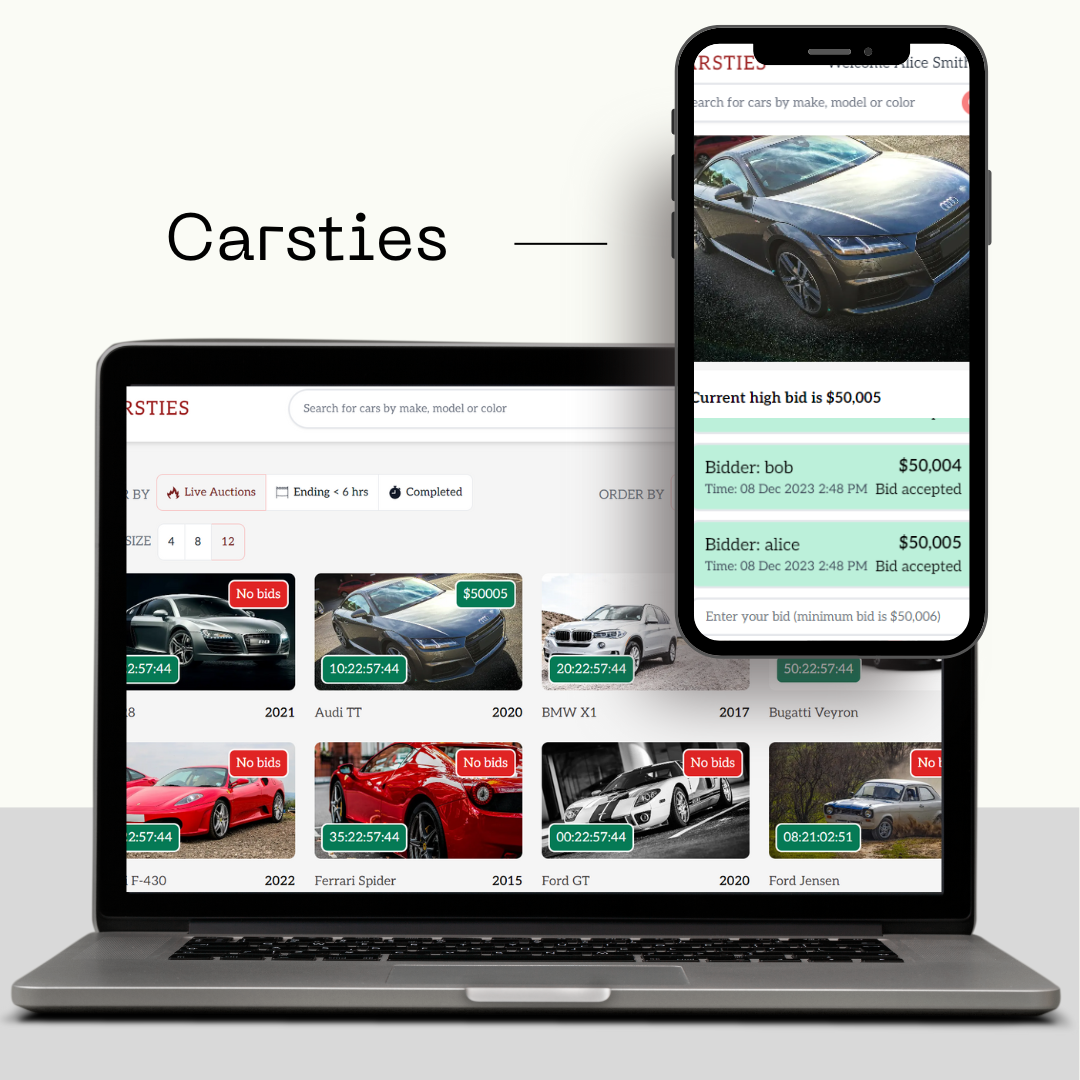 ARSTIES Welcome Alice Smith
earch for cars by make, model or color
Carsties
Current high bid is $50,005
Bidder: bob $50,004
Time: 08 Dec 2023 2:48 PM Bid accepted
Bidder: alice $50,005
Time: 08 Dec 2023 2:48 PM Bid accepted
Enter your bid (minimum bid is $50,006)
RSTIES Search for cars by make, model or color
R BY Live Auctions Ending < 6 hrs Completed ORDER BY
SIZE 4 8 12
No bids $50005
2:57:44 10:22:57:44 20:22:57:44 50:22:57:44
8 2021 Audi TT 2020 BMW X1 2017 Bugatti Veyron
No bids No bids No bids No b
2:57:44 35:22:57:44 00:22:57:44 08:21:02:51
F-430 2022 Ferrari Spider 2015 Ford GT 2020 Ford Jensen